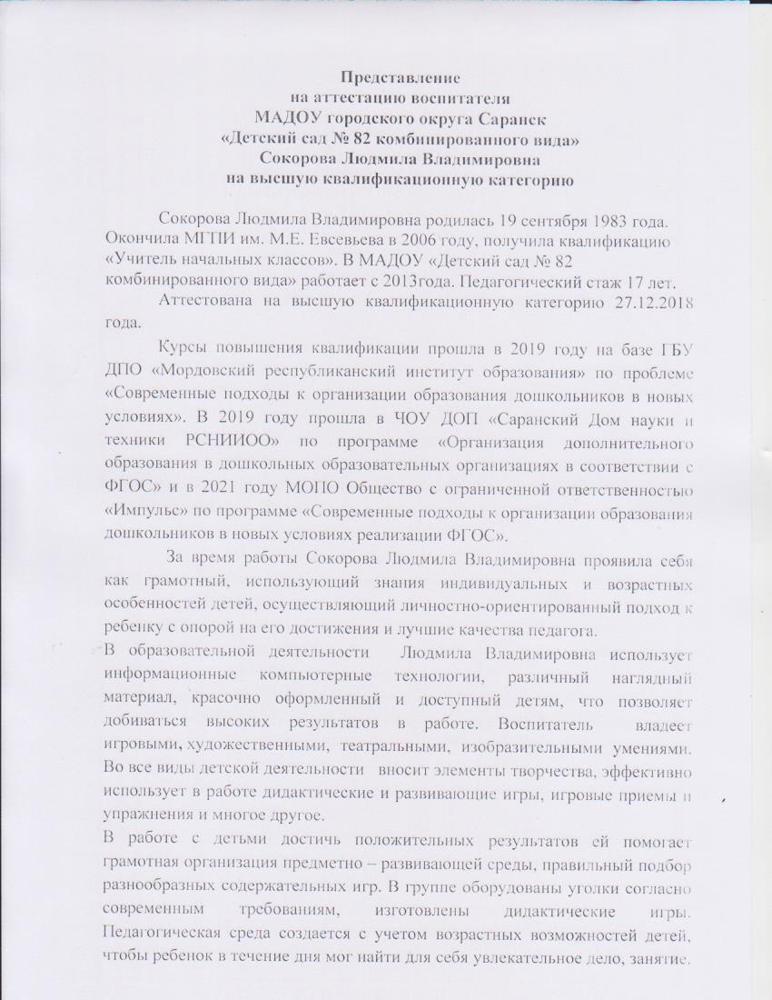 Представление
на аттестацию воспитателя
МАДОУ городского округа Саранск
«Детский сад № 82 комбинированного вида»
Сокорова Людмила Владимировна
на высшую квалификационную категорию
Сокорова Людмила Владимировна родилась 19 сентября 1983 года.
Окончила МГПИ им. М.Е. Евсевьева в 2006 году, получила квалификацию
«Учитель начальных классов». В МАДОУ «Детский сад № 82
комбинированного вида» работает с 2013года. Педагогический стаж 17 лет.
Аттестована на высшую квалификационную категорию 27.12.2018
года.
Курсы повышения квалификации прошла в 2019 году на базе ГБУ
ДПО «Мордовский республиканский институт образования» по проблеме
«Современные подходы к организации образования дошкольников в новых
условиях». В 2019 году прошла в ЧОУ ДОП «Саранский Дом науки и
техники РСНИИОО» по программе «Организация дополнительного
образования в дошкольных образовательных организациях в соответствии с
ФГОС» и в 2021 году МОПО Общество с ограниченной ответственностью
«Импульс» по программе «Современные подходы к организации образования
дошкольников в новых условиях реализации ФГОС».
За время работы Сокорова Людмила Владимировна проявила себя
как грамотный, использующий знания индивидуальных и возрастных
особенностей детей, осуществляющий личностно-ориентированный подход к
ребенку с опорой на его достижения и лучшие качества педагога.
В образовательной деятельности Людмила Владимировна использует
информационные компьютерные технологии, различный наглядный
материал, красочно оформленный и доступный детям, что позволяет
добиваться высоких результатов в работе. Воспитатель владеет
игровыми, художественными, театральными, изобразительными умениями.
Во все виды детской деятельности вносит элементы творчества, эффективно
использует в работе дидактические и развивающие игры, игровые приемы и
упражнения и многое другое.
В работе с детьми достичь положительных результатов ей помогает
грамотная организация предметно – развивающей среды, правильный подбор
разнообразных содержательных игр. В группе оборудованы уголки согласно
современным требованиям, изготовлены дидактические игры.
Педагогическая среда создается с учетом возрастных возможностей детей,
чтобы ребенок в течение дня мог найти для себя увлекательное дело, занятие.